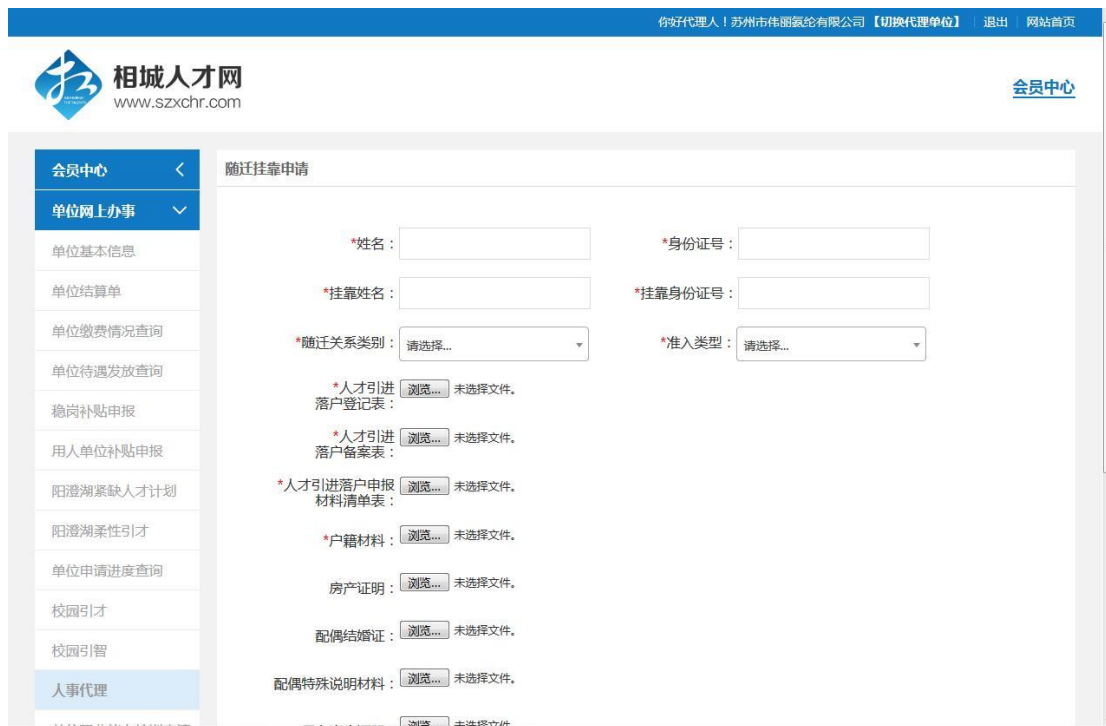 你好代理人！苏州市伟丽氨纶有限公司【切换代理单位】 | 退出 | 网站首页
相城人才网
www.szxchr.com
会员中心
会员中心
随迁挂靠申请
单位网上办事
单位基本信息
单位结算单
单位缴费情况查询
单位待遇发放查询
稳岗补贴申报
用人单位补贴申报
阳澄湖紧缺人才计划
阳澄湖柔性引才
单位申请进度查询
校园引才
校园引智
人事代理
*姓名：
*身份证号：
*挂靠姓名：
*挂靠身份证号：
*随迁关系类别： 请选择...
*准入类型： 请选择...
*人才引进
落户登记表： 浏览... 未选择文件。
*人才引进
落户备案表： 浏览... 未选择文件。
*人才引进落户申报
材料清单表： 浏览... 未选择文件。
*户籍材料： 浏览... 未选择文件。
房产证明： 浏览... 未选择文件。
配偶结婚证： 浏览... 未选择文件。
配偶特殊说明材料： 浏览... 未选择文件。
浏览... 未选择文件。